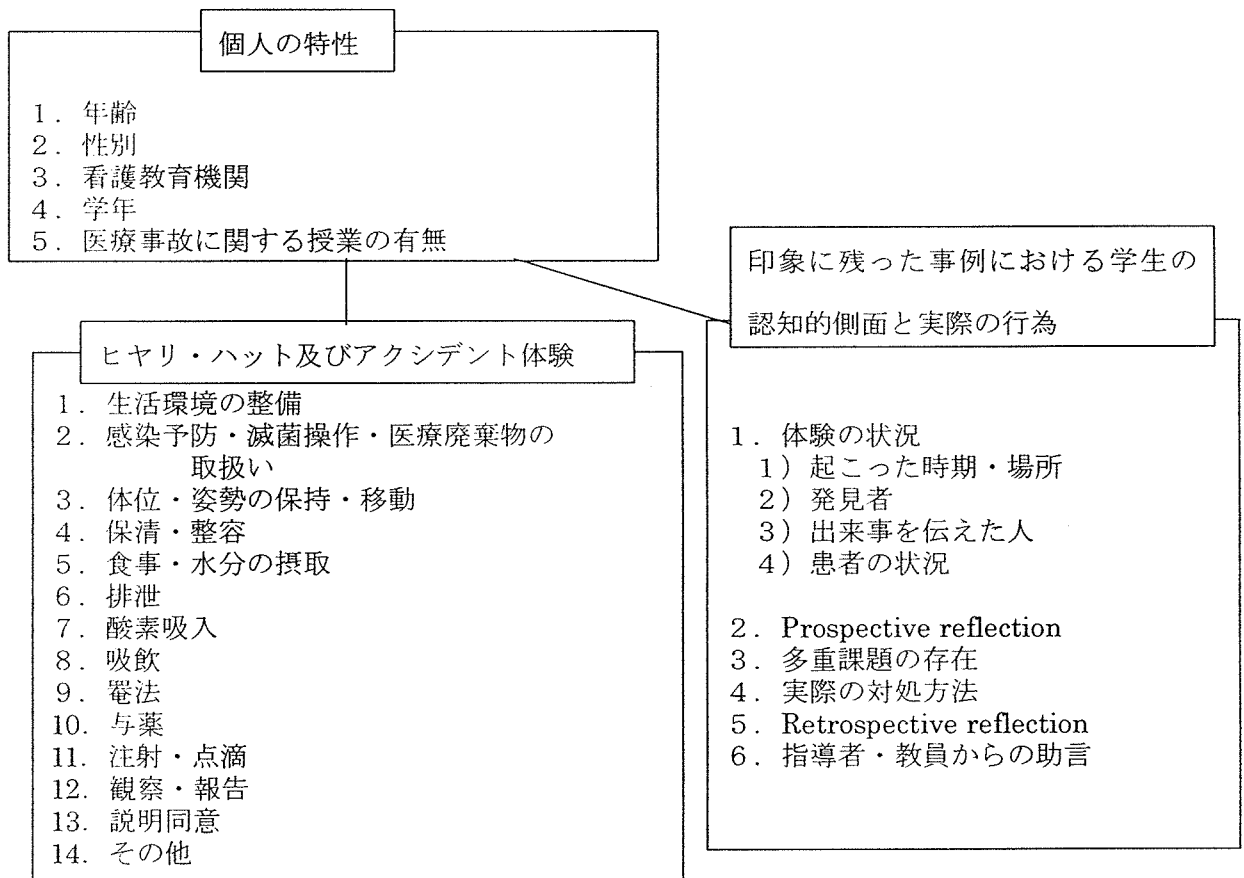 個人の特性
1. 年齢
2. 性別
3. 看護教育機関
4. 学年
5. 医療事故に関する授業の有無
ヒヤリ・ハット及びアクシデント体験
1. 生活環境の整備
2. 感染予防・滅菌操作・医療廃棄物の
取扱い
3. 体位・姿勢の保持・移動
4. 保清・整容
5. 食事・水分の摂取
6. 排泄
7. 酸素吸入
8. 吸飲
9. 罨法
10. 与薬
11. 注射・点滴
12. 観察・報告
13. 説明同意
14. その他
印象に残った事例における学生の
認知的側面と実際の行為
1. 体験の状況
1) 起こった時期・場所
2) 発見者
3) 出来事を伝えた人
4) 患者の状況
2. Prospective reflection
3. 多重課題の存在
4. 実際の対処方法
5. Retrospective reflection
6. 指導者・教員からの助言